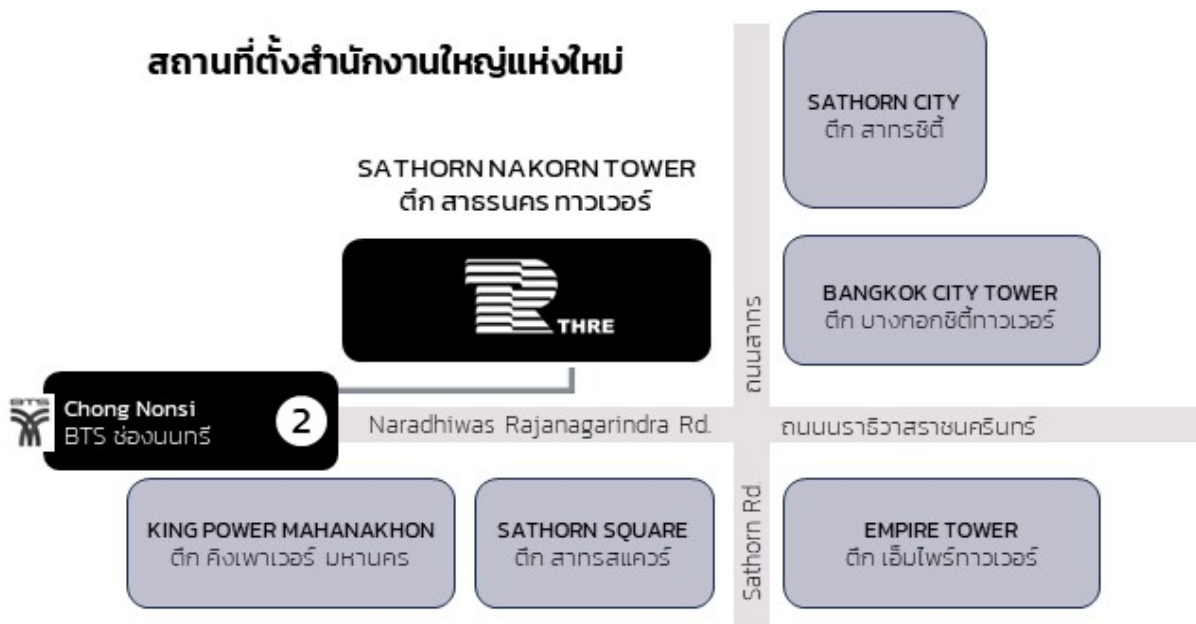 สถานที่ตั้งสำนักงานใหญ่แห่งใหม่
SATHORN CITY
ตึก สาทรซิตี้
SATHORN NAKORN TOWER
ตึก สาธรนคร ทาวเวอร์
THRE
BANGKOK CITY TOWER
ตึก บางกอกซิตี้ทาวเวอร์
ถนนสาทร
BTS
Chong Nonsi
BTS ช่องนนทรี
2
Naradhiwas Rajanagarindra Rd.
ถนนนราธิวาสราชนครินทร์
KING POWER MAHANAKHON
ตึก คิงเพาเวอร์ มหานคร
SATHORN SQUARE
ตึก สาทรสแควร์
Sathorn Rd.
EMPIRE TOWER
ตึก เอ็มไพร์ทาวเวอร์